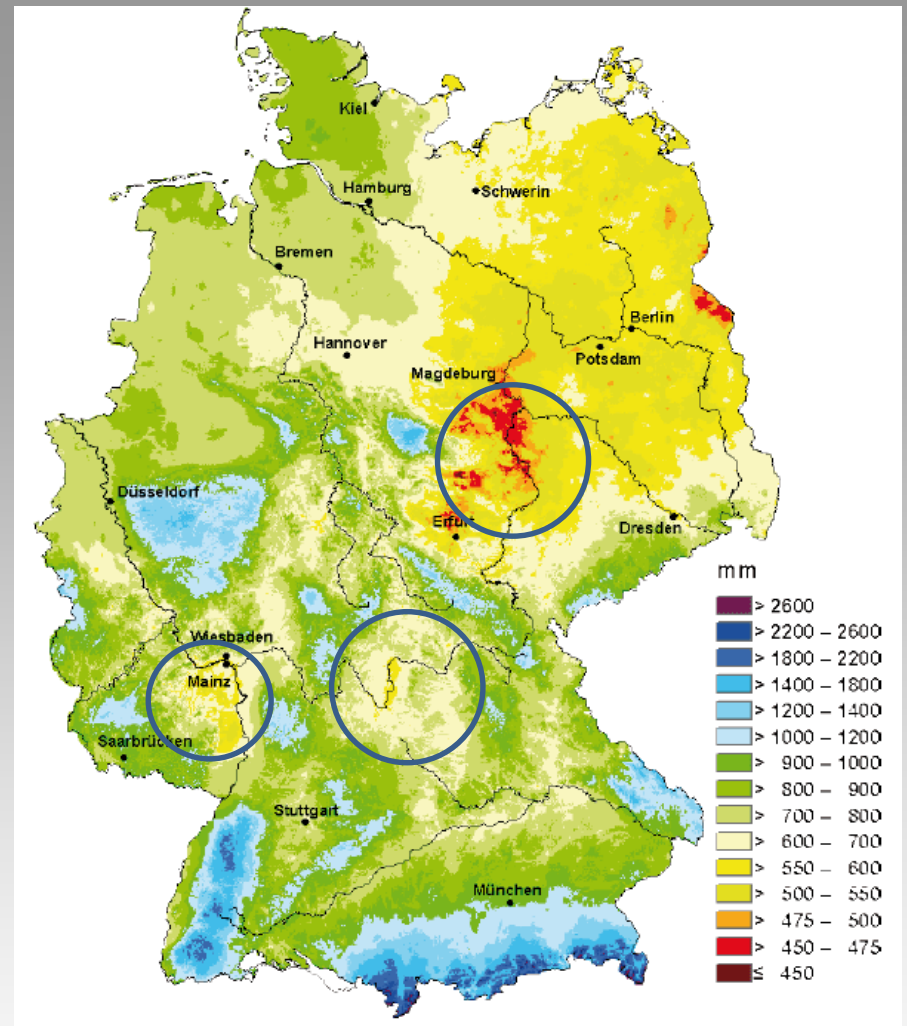 Kiel
Hamburg
Schwerin
Bremen
Berlin
Hannover
Potsdam
Magdeburg
Düsseldorf
Erfurt
Dresden
mm
> 2600
> 2200 – 2600
> 1800 – 2200
> 1400 – 1800
> 1200 – 1400
> 1000 – 1200
> 900 – 1000
> 800 – 900
> 700 – 800
> 600 – 700
> 550 – 600
> 500 – 550
> 475 – 500
> 450 – 475
≤ 450
Wiesbaden
Mainz
Saarbrücken
Stuttgart
München